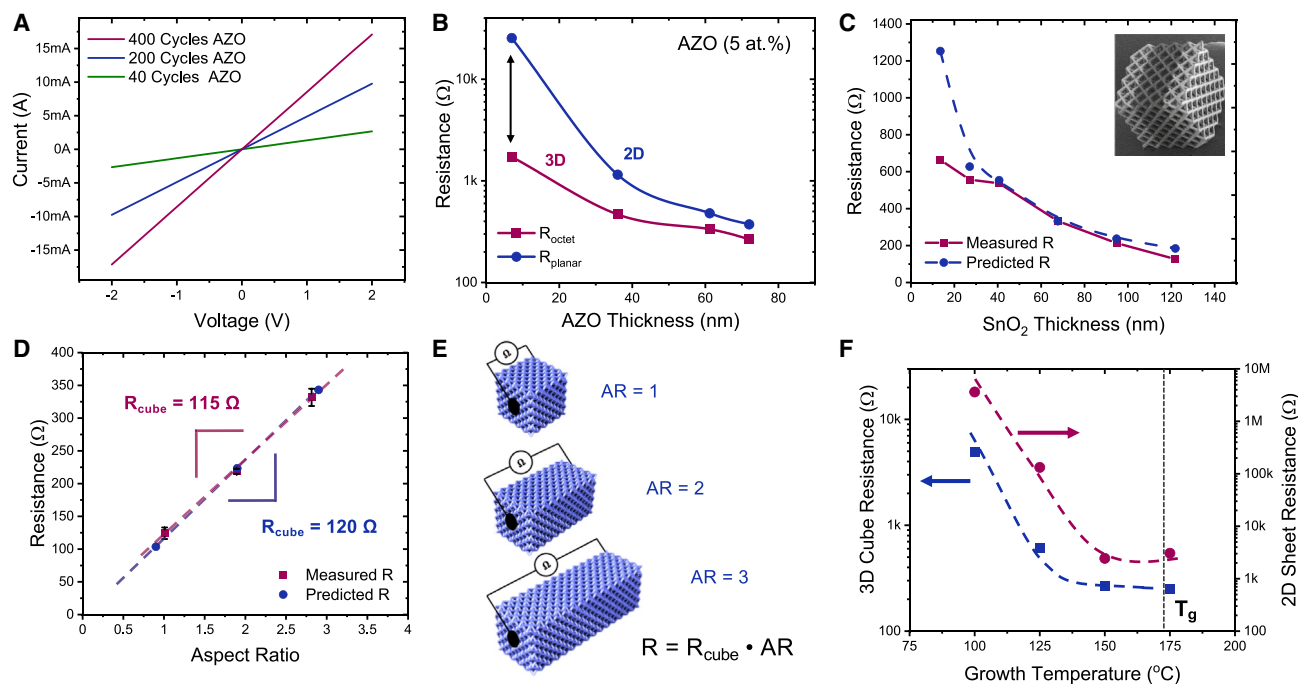 A
400 Cycles AZO
200 Cycles AZO
40 Cycles AZO
15mA
10mA
5mA
0A
-5mA
-10mA
-15mA
Current (A)
-2
-1
0
1
2
Voltage (V)
B
AZO (5 at.%)
3D
2D
R_octet
R_planar
10k
1k
100
Resistance (Ω)
0
20
40
60
80
AZO Thickness (nm)
C
1400
1200
1000
800
600
400
200
0
Resistance (Ω)
Measured R
Predicted R
0
20
40
60
80
100
120
140
SnO₂ Thickness (nm)
D
400
350
300
250
200
150
100
50
0
Resistance (Ω)
R_cube = 115 Ω
R_cube = 120 Ω
Measured R
Predicted R
0
0.5
1
1.5
2
2.5
3
3.5
4
Aspect Ratio
E
Ω
AR = 1
Ω
AR = 2
Ω
AR = 3
R = R_cube • AR
F
10k
1k
100
3D Cube Resistance (Ω)
10M
1M
100k
10k
1k
100
2D Sheet Resistance (Ω)
T_g
75
100
125
150
175
200
Growth Temperature (°C)